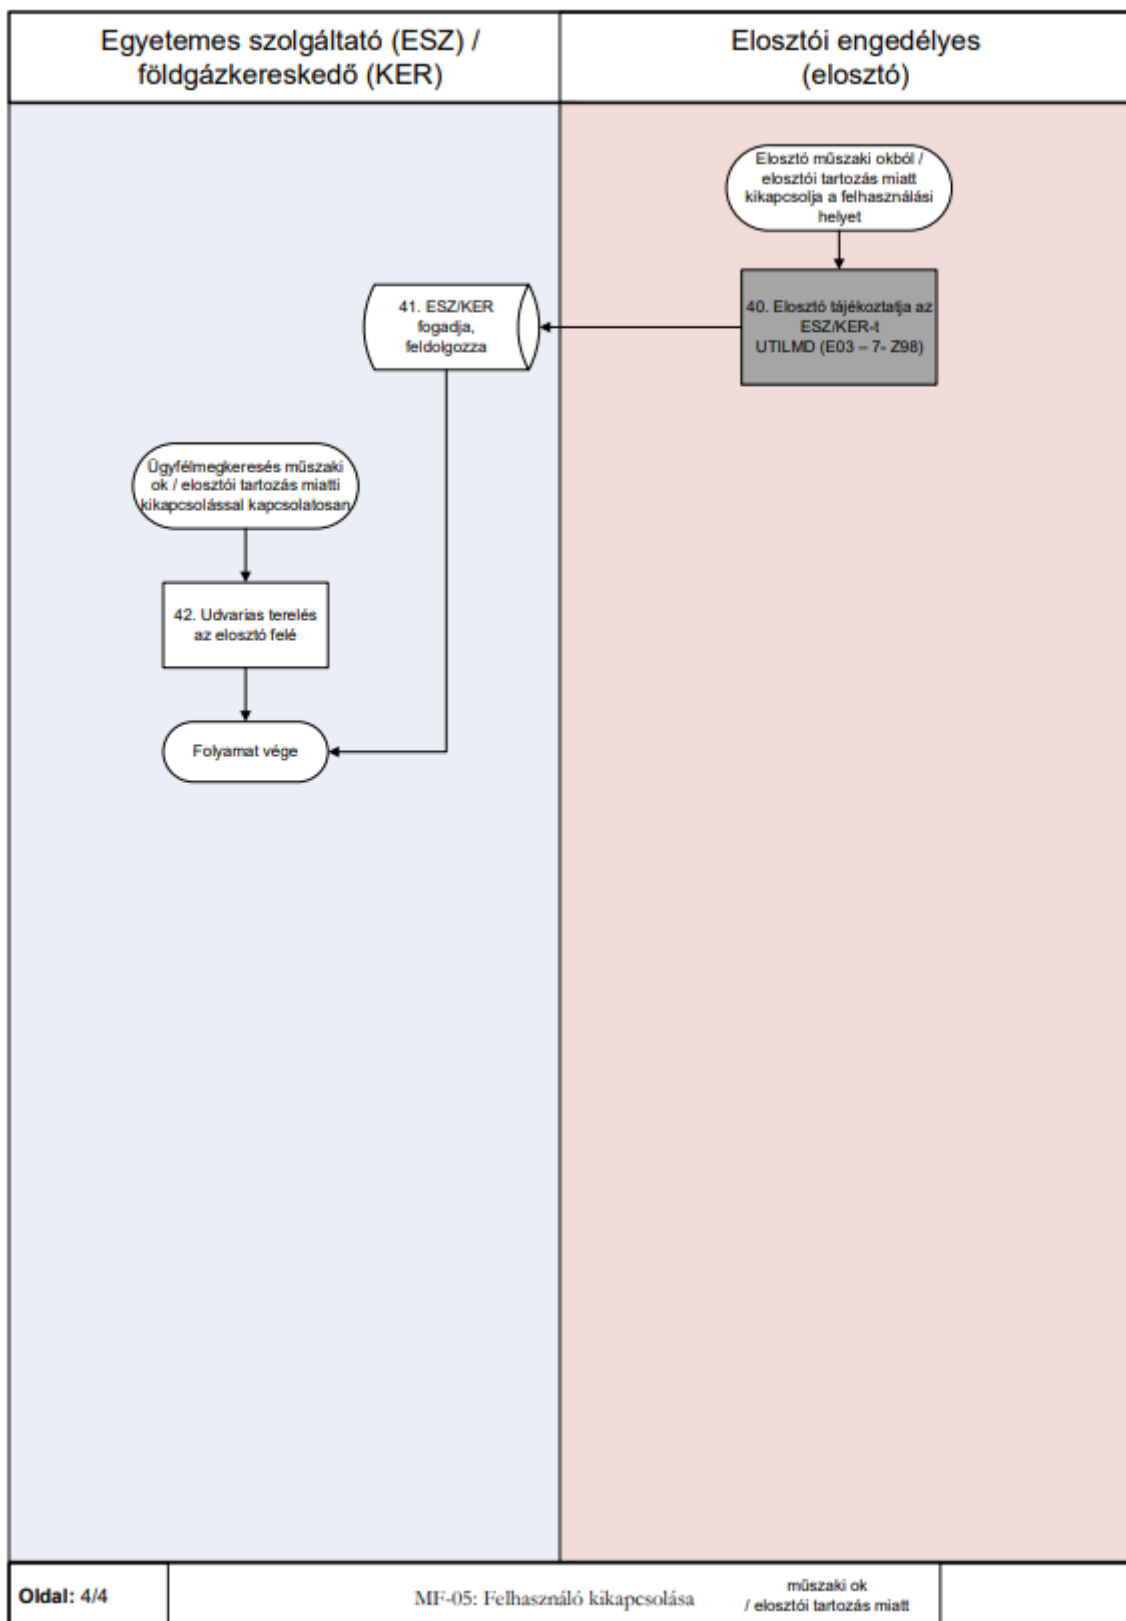 Egyetemes szolgáltató (ESZ) /
földgázkereskedő (KER)
Elosztói engedélyes
(elosztó)
Elosztó műszaki okból /
elosztói tartozás miatt
kikapcsolja a felhasználási
helyet
40. Elosztó tájékoztatja az
ESZ/KER-t
UTILMD (E03 – 7- Z98)
41. ESZ/KER
fogadja,
feldolgozza
Ügyfélmegkeresés műszaki
ok / elosztói tartozás miatti
kikapcsolással kapcsolatosan
42. Udvarias terelés
az elosztó felé
Folyamat vége
Oldal: 4/4
MF-05: Felhasználó kikapcsolása
műszaki ok
/ elosztói tartozás miatt